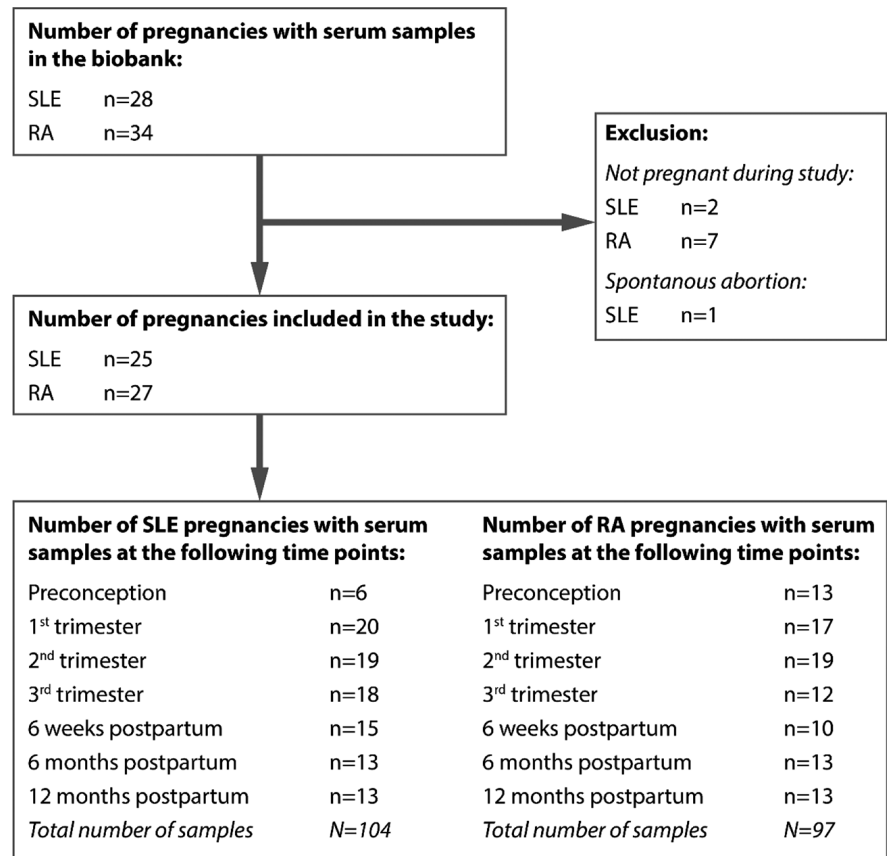 Number of pregnancies with serum samples
in the biobank:
SLE n=28
RA n=34
Exclusion:
Not pregnant during study:
SLE n=2
RA n=7
Spontanous abortion:
SLE n=1
Number of pregnancies included in the study:
SLE n=25
RA n=27
Number of SLE pregnancies with serum
samples at the following time points:
Preconception n=6
1st trimester n=20
2nd trimester n=19
3rd trimester n=18
6 weeks postpartum n=15
6 months postpartum n=13
12 months postpartum n=13
Total number of samples N=104
Number of RA pregnancies with serum
samples at the following time points:
Preconception n=13
1st trimester n=17
2nd trimester n=19
3rd trimester n=12
6 weeks postpartum n=10
6 months postpartum n=13
12 months postpartum n=13
Total number of samples N=97